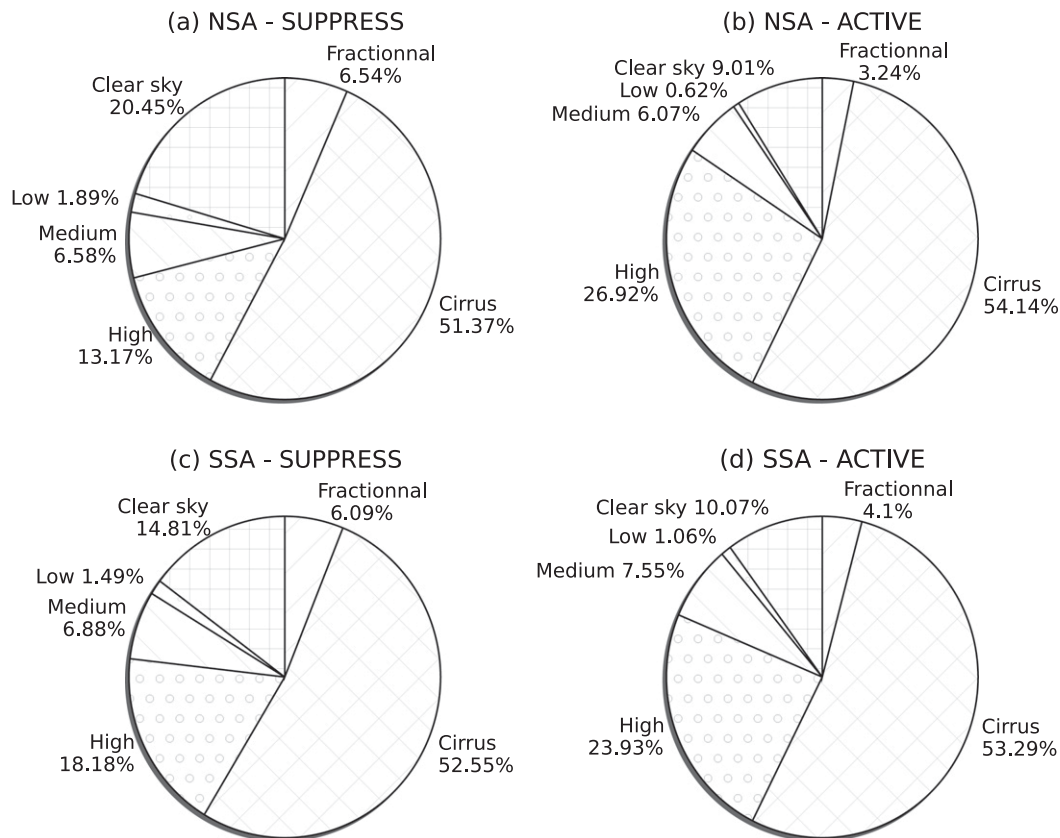 (a) NSA - SUPPRESS
Fractionnal
6.54%
Clear sky
20.45%
Low 1.89%
Medium
6.58%
High
13.17%
Cirrus
51.37%
(b) NSA - ACTIVE
Fractionnal
3.24%
Clear sky 9.01%
Low 0.62%
Medium 6.07%
High
26.92%
Cirrus
54.14%
(c) SSA - SUPPRESS
Fractionnal
6.09%
Clear sky
14.81%
Low 1.49%
Medium
6.88%
High
18.18%
Cirrus
52.55%
(d) SSA - ACTIVE
Fractionnal
4.1%
Clear sky 10.07%
Low 1.06%
Medium 7.55%
High
23.93%
Cirrus
53.29%